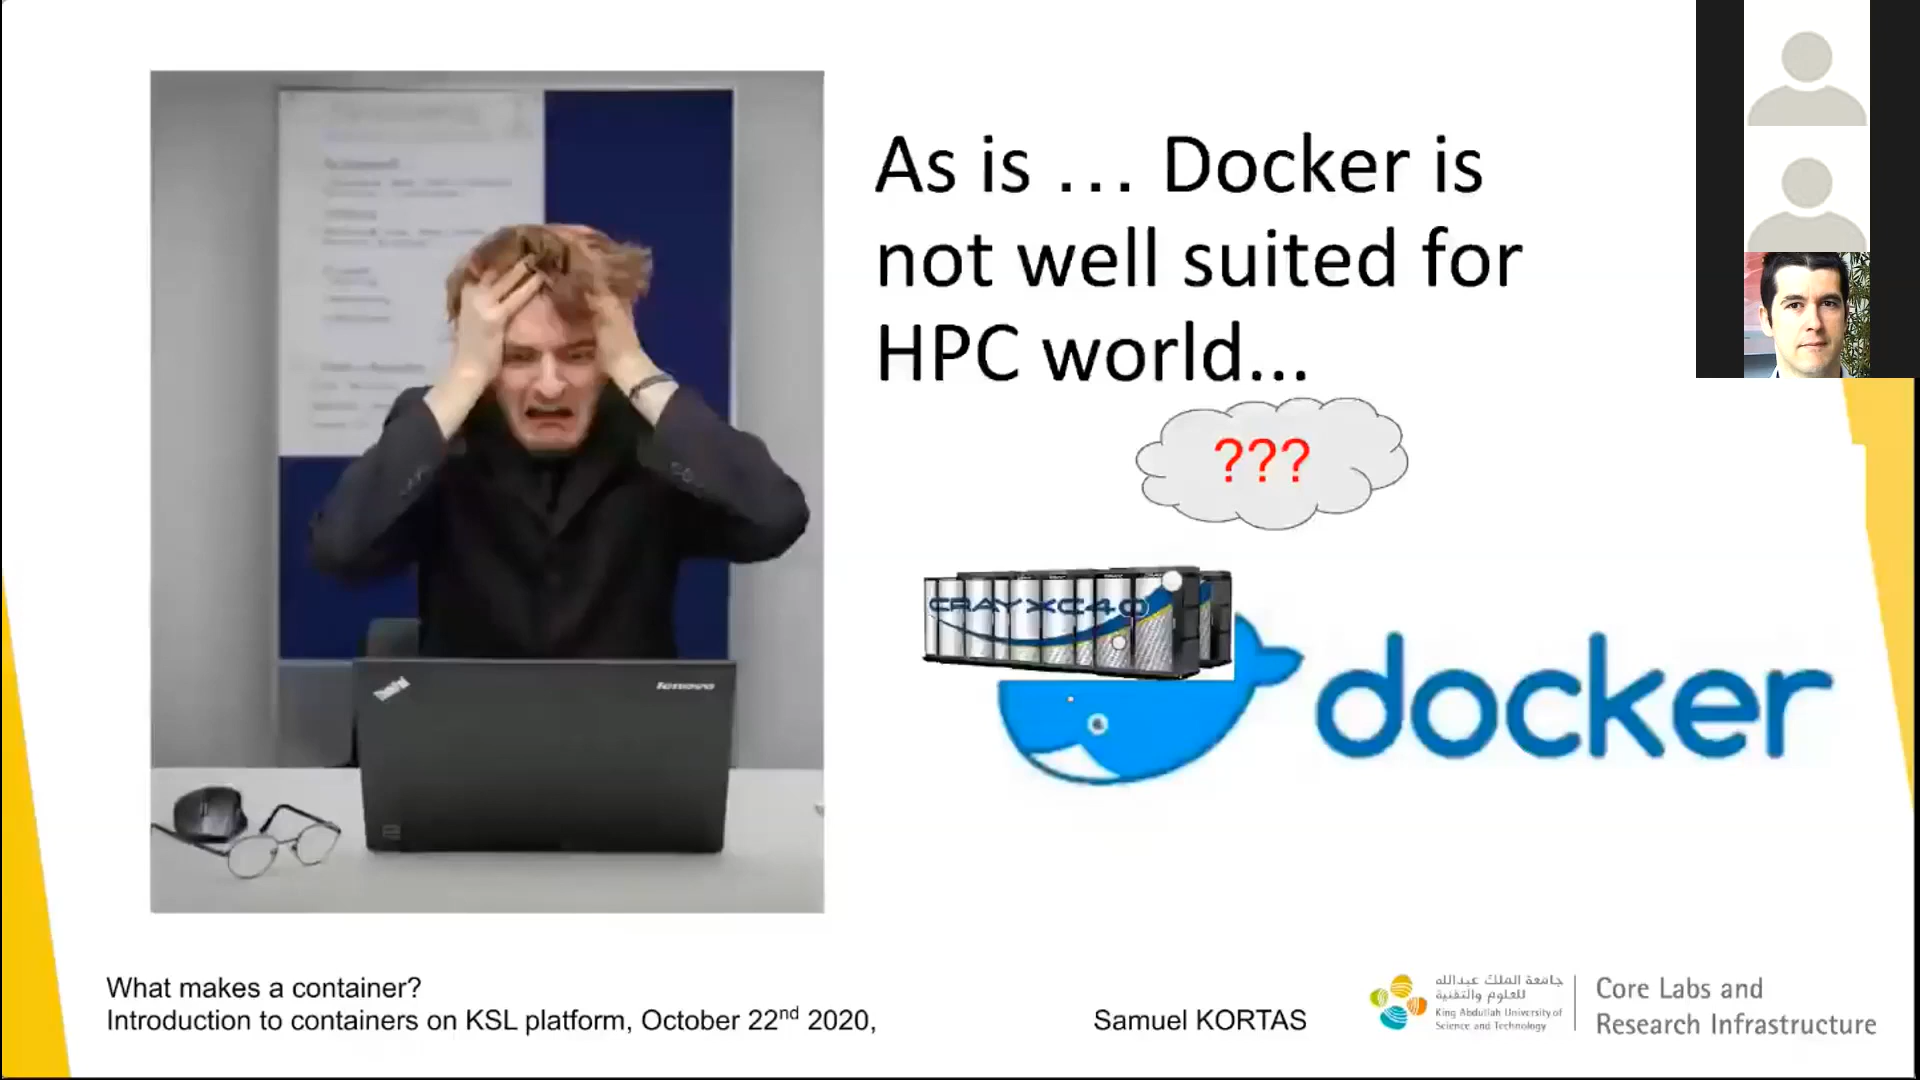 As is … Docker is
not well suited for
HPC world...
???
CRAY XC40
docker
ThinkPad
lenovo
What makes a container?
Introduction to containers on KSL platform, October 22nd 2020,
Samuel KORTAS
جامعة الملك عبدالله
للعلوم والتقنية
King Abdullah University of
Science and Technology
Core Labs and
Research Infrastructure